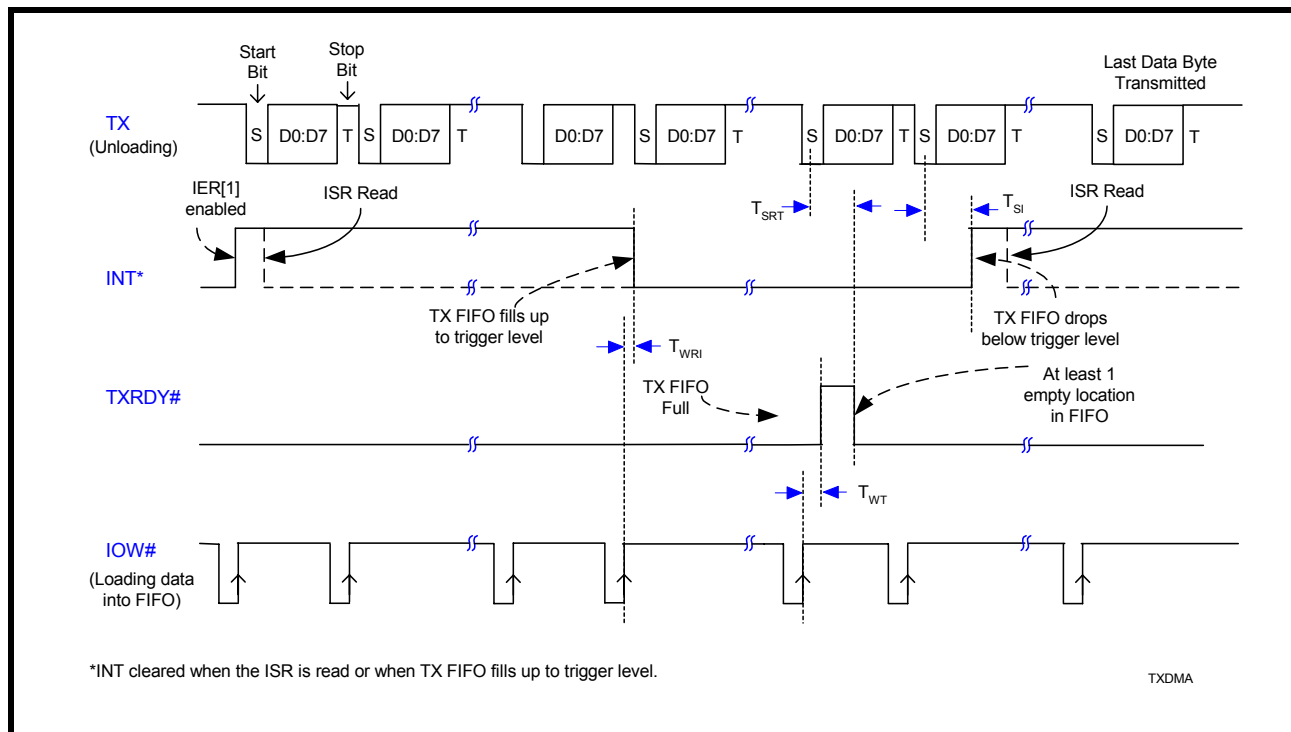 Start
Bit
Stop
Bit
Last Data Byte
Transmitted
TX
(Unloading)
S D0:D7 T S D0:D7 T D0:D7 S D0:D7 T S D0:D7 T S D0:D7 T S D0:D7 T
IER[1]
enabled
ISR Read
TSRT
TSI
ISR Read
INT*
TX FIFO fills up
to trigger level
TX FIFO drops
below trigger level
TWRI
TXRDY#
TX FIFO
Full
At least 1
empty location
in FIFO
TWT
IOW#
(Loading data
into FIFO)
*INT cleared when the ISR is read or when TX FIFO fills up to trigger level.
TXDMA